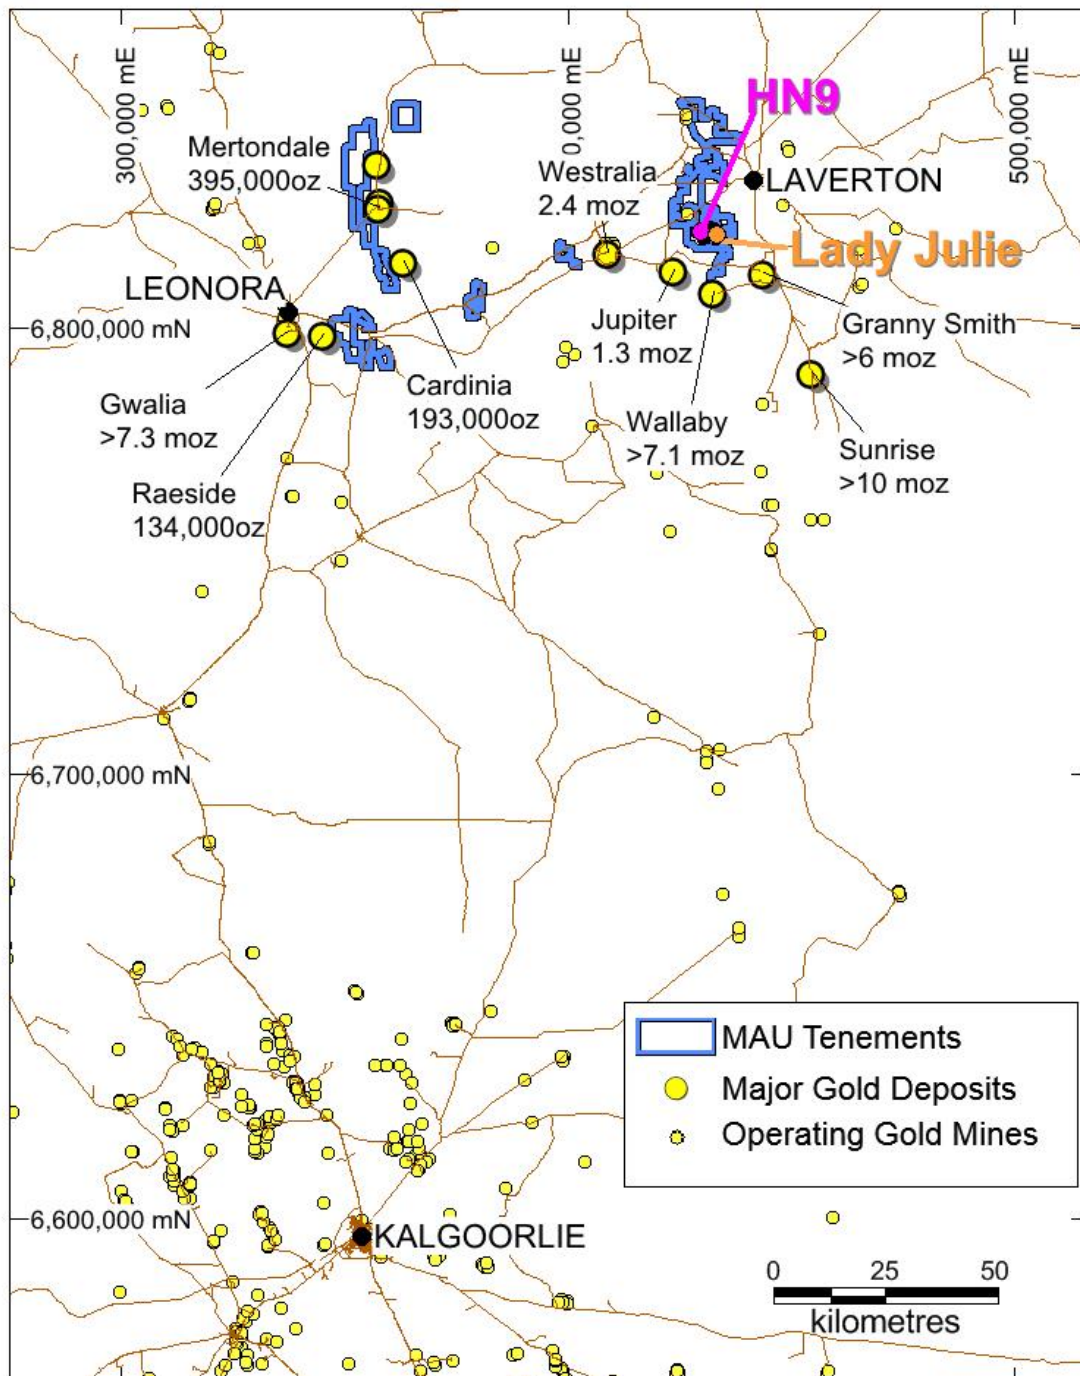 300,000 mE
0,000 mE
500,000 mE
HN9
Mertondale
395,000oz
Westralia
2.4 moz
LAVERTON
Lady Julie
LEONORA
6,800,000 mN
Jupiter
1.3 moz
Granny Smith
>6 moz
Gwalia
>7.3 moz
Cardinia
193,000oz
Wallaby
>7.1 moz
Sunrise
>10 moz
Raeside
134,000oz
6,700,000 mN
MAU Tenements
Major Gold Deposits
Operating Gold Mines
6,600,000 mN
KALGOORLIE
0 25 50
kilometres